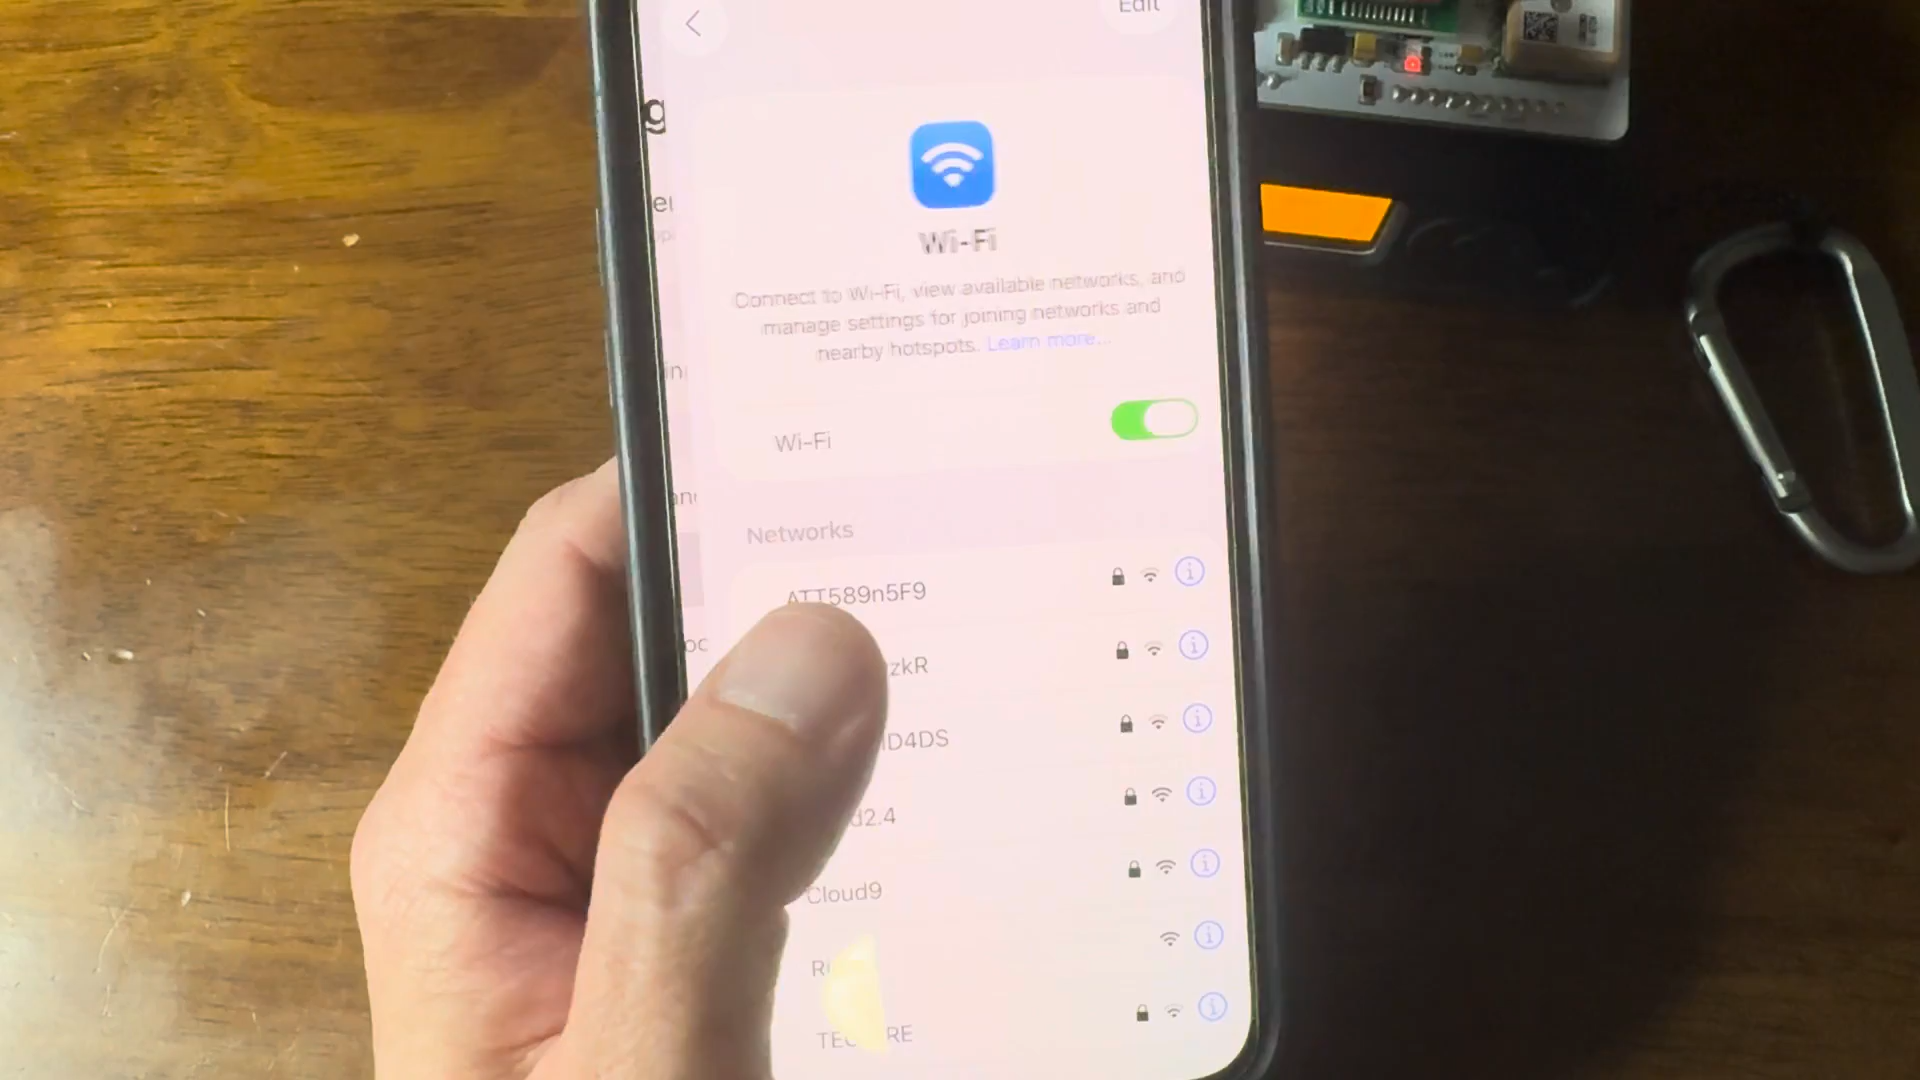 Edit
g
Wi-Fi
Connect to Wi-Fi, view available networks, and
manage settings for joining networks and
nearby hotspots. Learn more...
Wi-Fi
Networks
ATT589n5F9
zkR
D4DS
d2.4
Cloud9